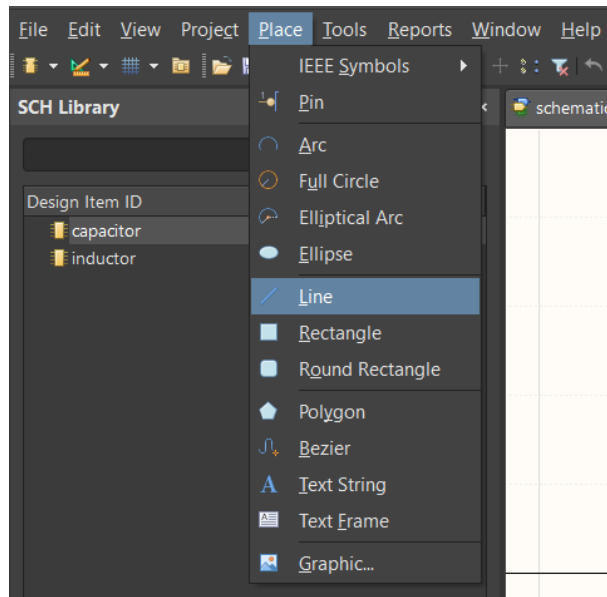 File Edit View Project Place Tools Reports Window Help
SCH Library
schematic
Design Item ID
capacitor
inductor
IEEE Symbols
Pin
Arc
Full Circle
Elliptical Arc
Ellipse
Line
Rectangle
Round Rectangle
Polygon
Bezier
Text String
Text Frame
Graphic...